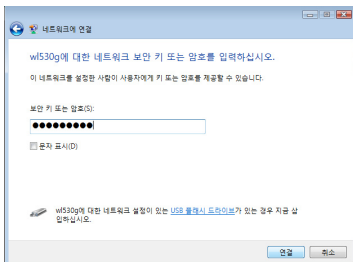 네트워크에 연결
wl530g에 대한 네트워크 보안 키 또는 암호를 입력하십시오.
이 네트워크를 설정한 사람이 사용자에게 키 또는 암호를 제공할 수 있습니다.
보안 키 또는 암호(S):
●●●●●●●●●
문자 표시(D)
wl530g에 대한 네트워크 설정이 있는 USB 플래시 드라이브가 있는 경우 지금 삽
입하십시오.
연결 취소